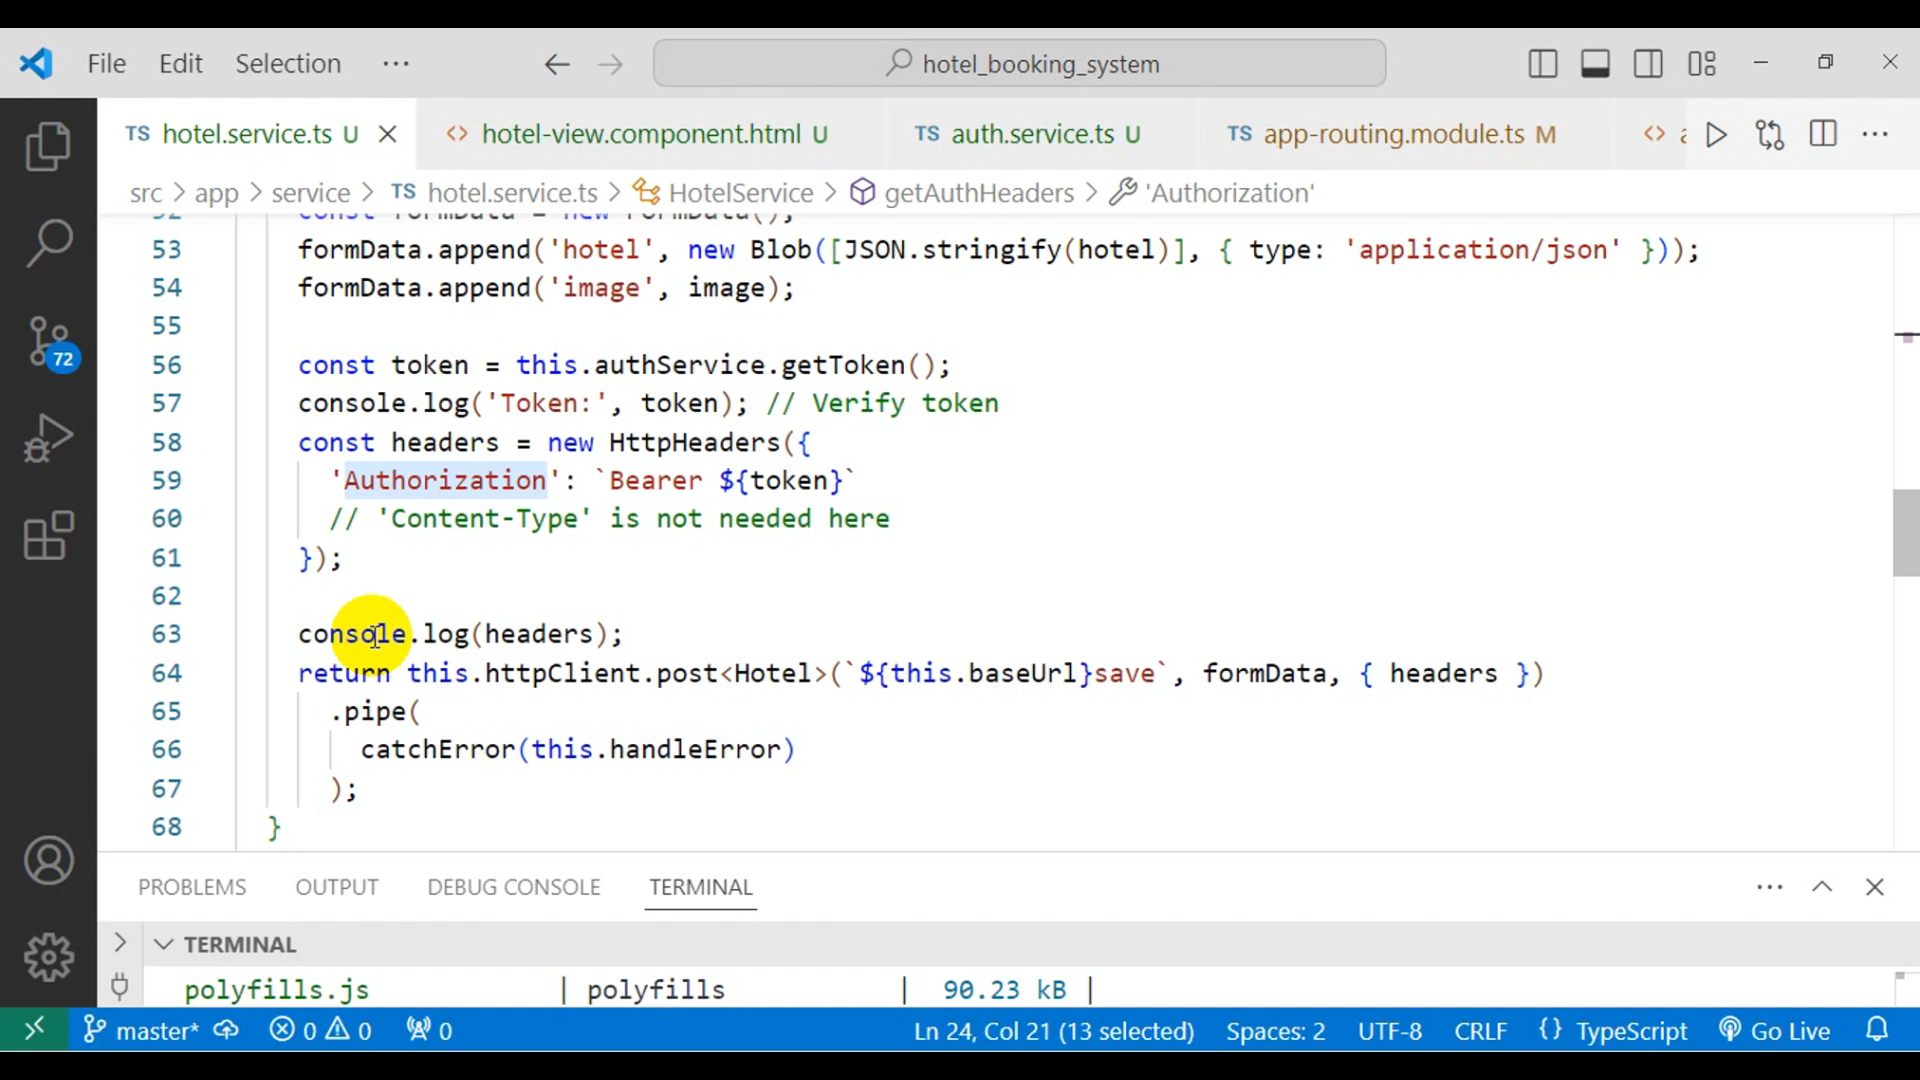 File Edit Selection ··· hotel_booking_system
TS hotel.service.ts U hotel-view.component.html U TS auth.service.ts U TS app-routing.module.ts M a
src > app > service > TS hotel.service.ts > HotelService > getAuthHeaders > 'Authorization'
52 const formData = new FormData();
53 formData.append('hotel', new Blob([JSON.stringify(hotel)], { type: 'application/json' }));
54 formData.append('image', image);
55
56 const token = this.authService.getToken();
57 console.log('Token:', token); // Verify token
58 const headers = new HttpHeaders({
59 'Authorization': `Bearer ${token}`
60 // 'Content-Type' is not needed here
61 });
62
63 console.log(headers);
64 return this.httpClient.post<Hotel>(`${this.baseUrl}save`, formData, { headers })
65 .pipe(
66 catchError(this.handleError)
67 );
68 }
72
PROBLEMS OUTPUT DEBUG CONSOLE TERMINAL
TERMINAL
polyfills.js | polyfills | 90.23 kB |
master* 0 0 0 Ln 24, Col 21 (13 selected) Spaces: 2 UTF-8 CRLF {} TypeScript Go Live